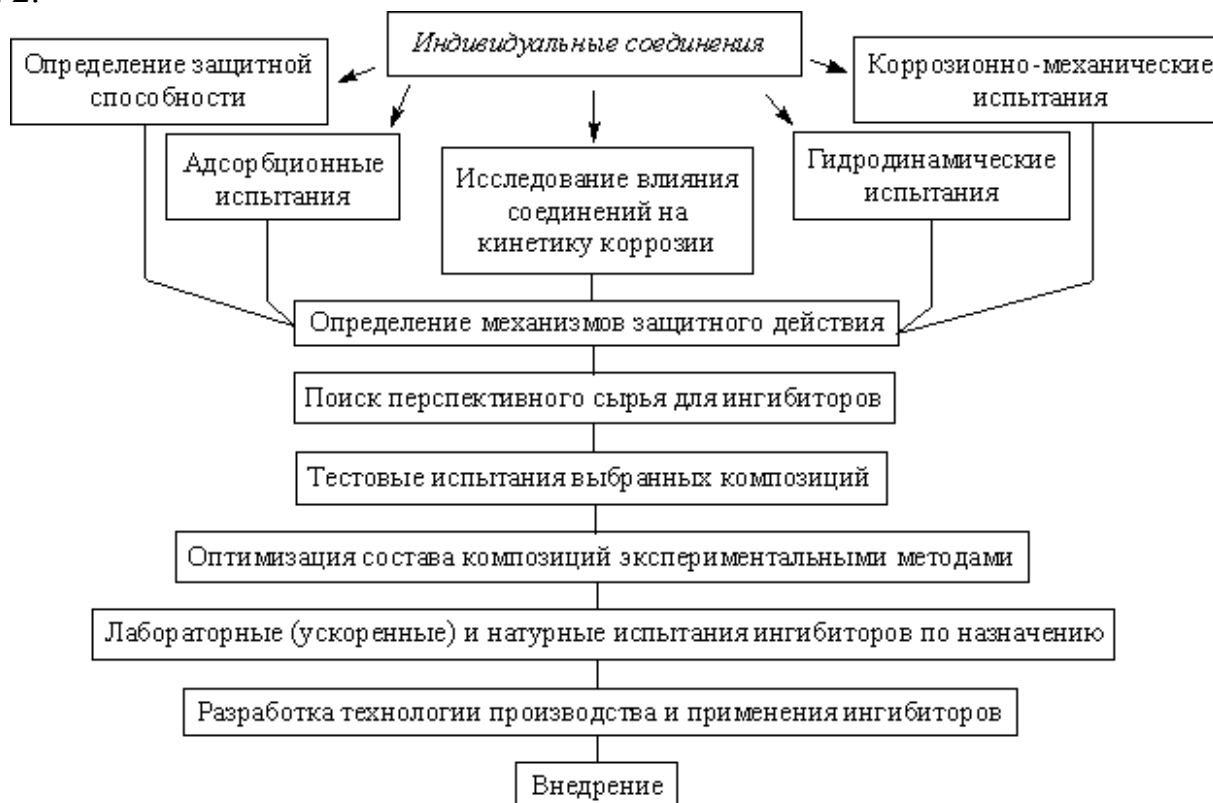 2.
Индивидуальные соединения
Определение защитной
способности
Коррозионно-механические
испытания
Адсорбционные
испытания
Исследование влияния
соединений на
кинетику коррозии
Гидродинамические
испытания
Определение механизмов защитного действия
Поиск перспективного сырья для ингибиторов
Тестовые испытания выбранных композиций
Оптимизация состава композиций экспериментальными методами
Лабораторные (ускоренные) и натурные испытания ингибиторов по назначению
Разработка технологии производства и применения ингибиторов
Внедрение